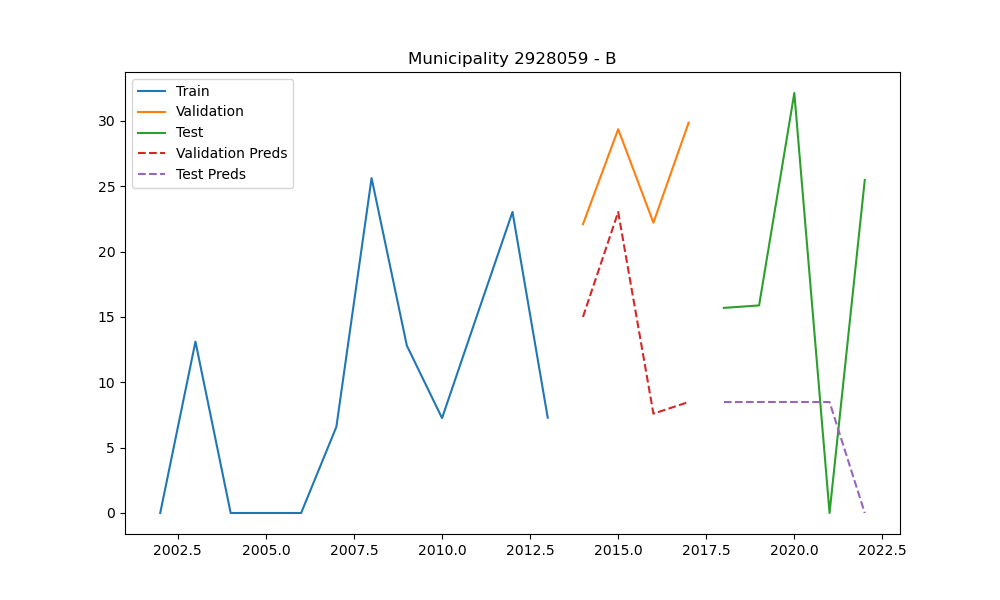 Municipality 2928059 - B
Train
Validation
Test
Validation Preds
Test Preds
30
25
20
15
10
5
0
2002.5 2005.0 2007.5 2010.0 2012.5 2015.0 2017.5 2020.0 2022.5